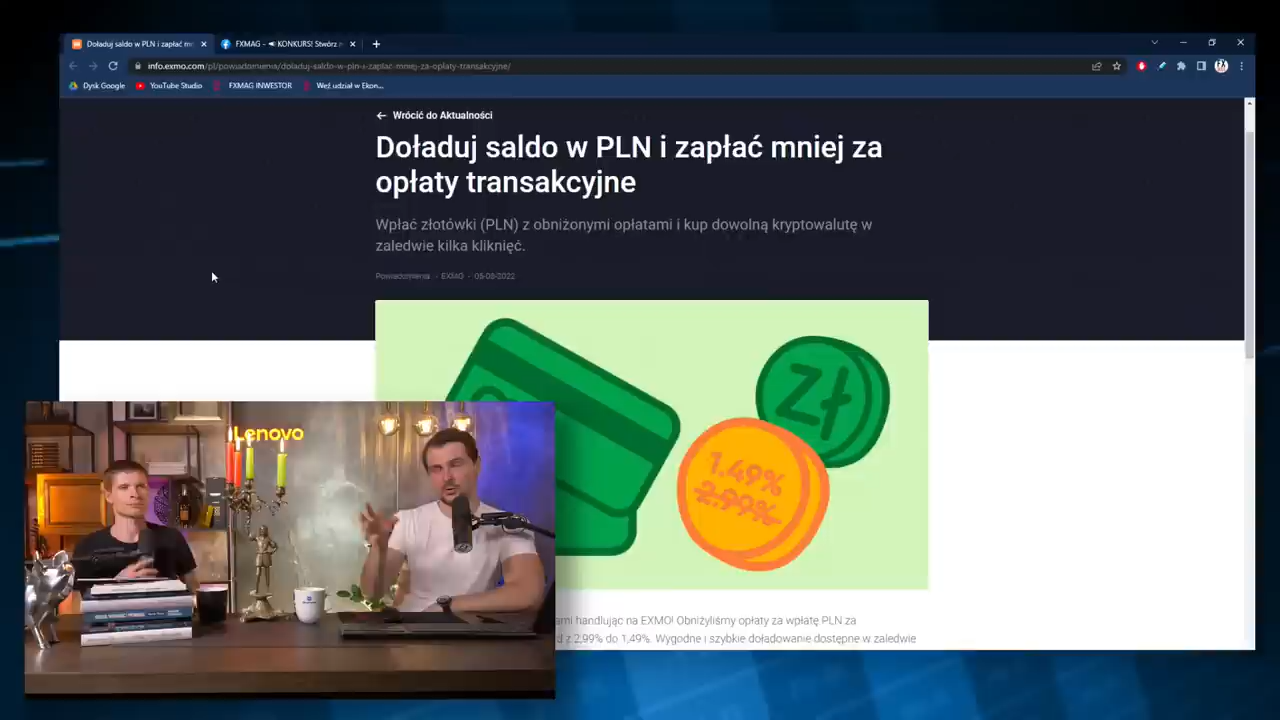 Doładuj saldo w PLN i zapłać mn
FXMAG - 📢 KONKURS! Stwórz
info.exmo.com/pl/powiadomienia/doladuj-saldo-w-pln-i-zaplac-mniej-za-oplaty-transakcyjne/
Dysk Google
YouTube Studio
FXMAG INWESTOR
Weź udział w Ekon...
Wrócić do Aktualności
Doładuj saldo w PLN i zapłać mniej za
opłaty transakcyjne
Wpłać złotówki (PLN) z obniżonymi opłatami i kup dowolną kryptowalutę w
zaledwie kilka kliknięć.
Powiadomienia - EXMO - 05-08-2022
zł
1.49%
2.99%
Lenovo
ami handlując na EXMO! Obniżyliśmy opłaty za wpłatę PLN za
d z 2,99% do 1,49%. Wygodne i szybkie doładowanie dostępne w zaledwie